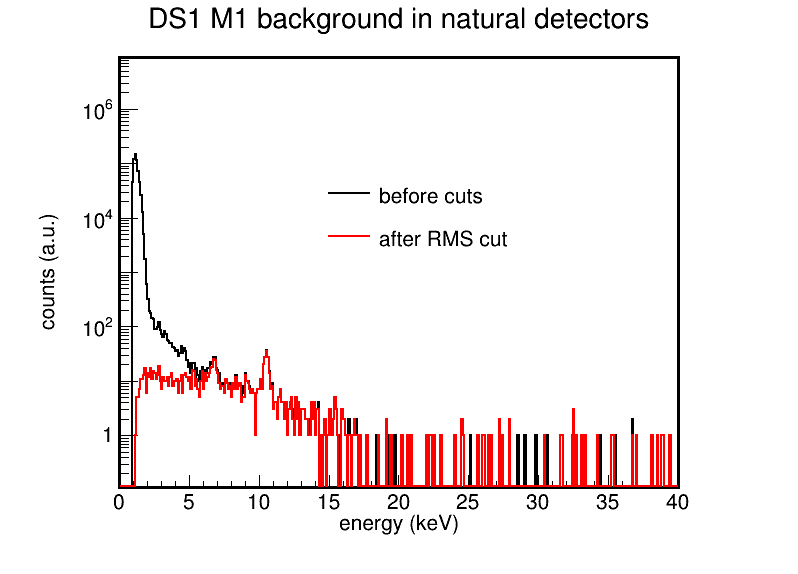 DS1 M1 background in natural detectors
counts (a.u.)
10^6
10^4
10^2
1
before cuts
after RMS cut
0 5 10 15 20 25 30 35 40
energy (keV)